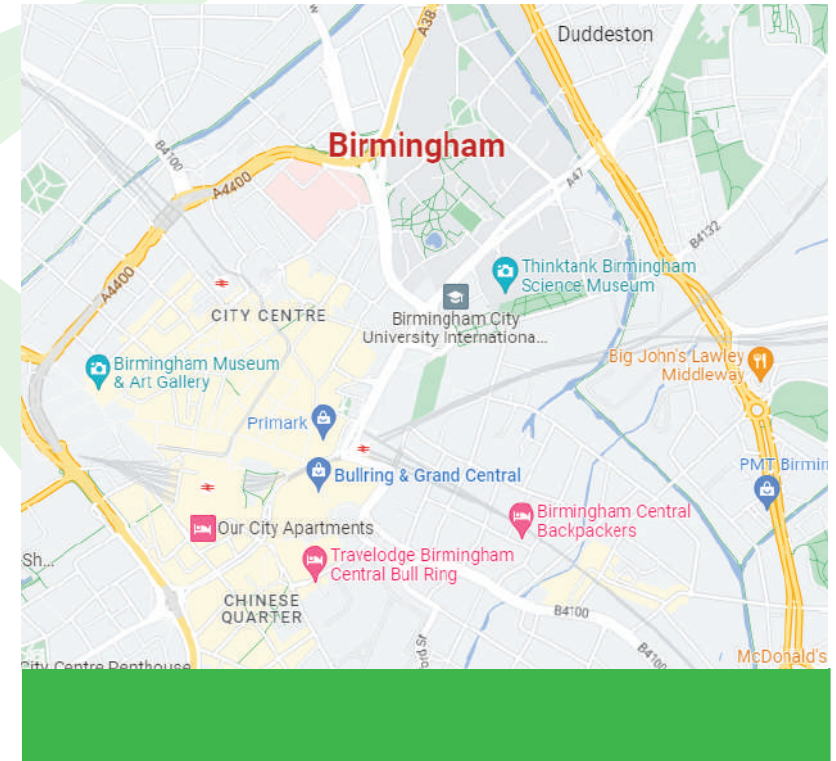 A38
Duddeston
w
Birmingham
B4100
A4400
A47
B4132
Thinktank Birmingham
Science Museum
A4400
CITY CENTRE
Birmingham City
University Internationa...
Birmingham Museum
& Art Gallery
Big John's Lawley
Middleway
Primark
Bullring & Grand Central
PMT Birmin
Our City Apartments
Birmingham Central
Backpackers
Sh...
Travelodge Birmingham
Central Bull Ring
CHINESE
QUARTER
B4100
ord St
B4100
City Centre Penthouse
McDonald's